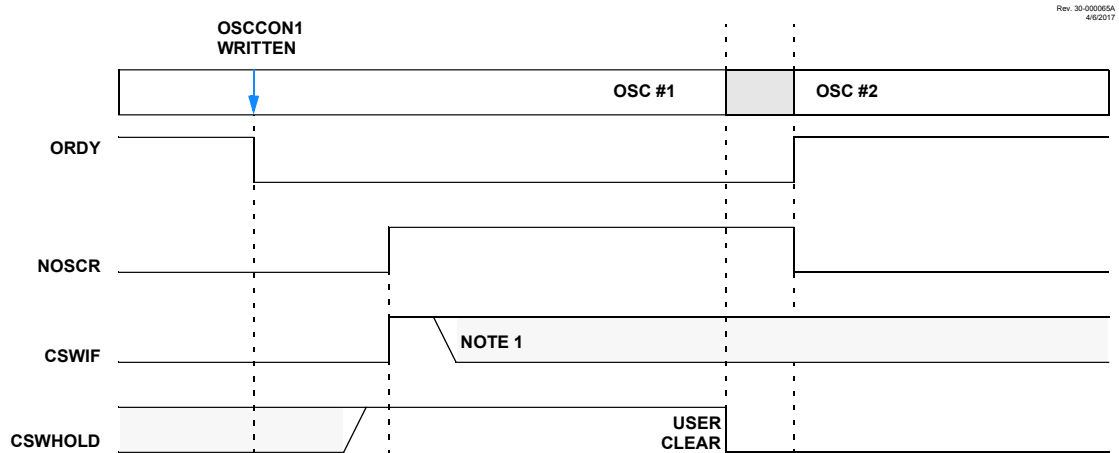 Rev. 30-000065A
4/6/2017
OSCCON1
WRITTEN
OSC #1
OSC #2
ORDY
NOSCR
CSWIF
NOTE 1
CSWHOLD
USER
CLEAR